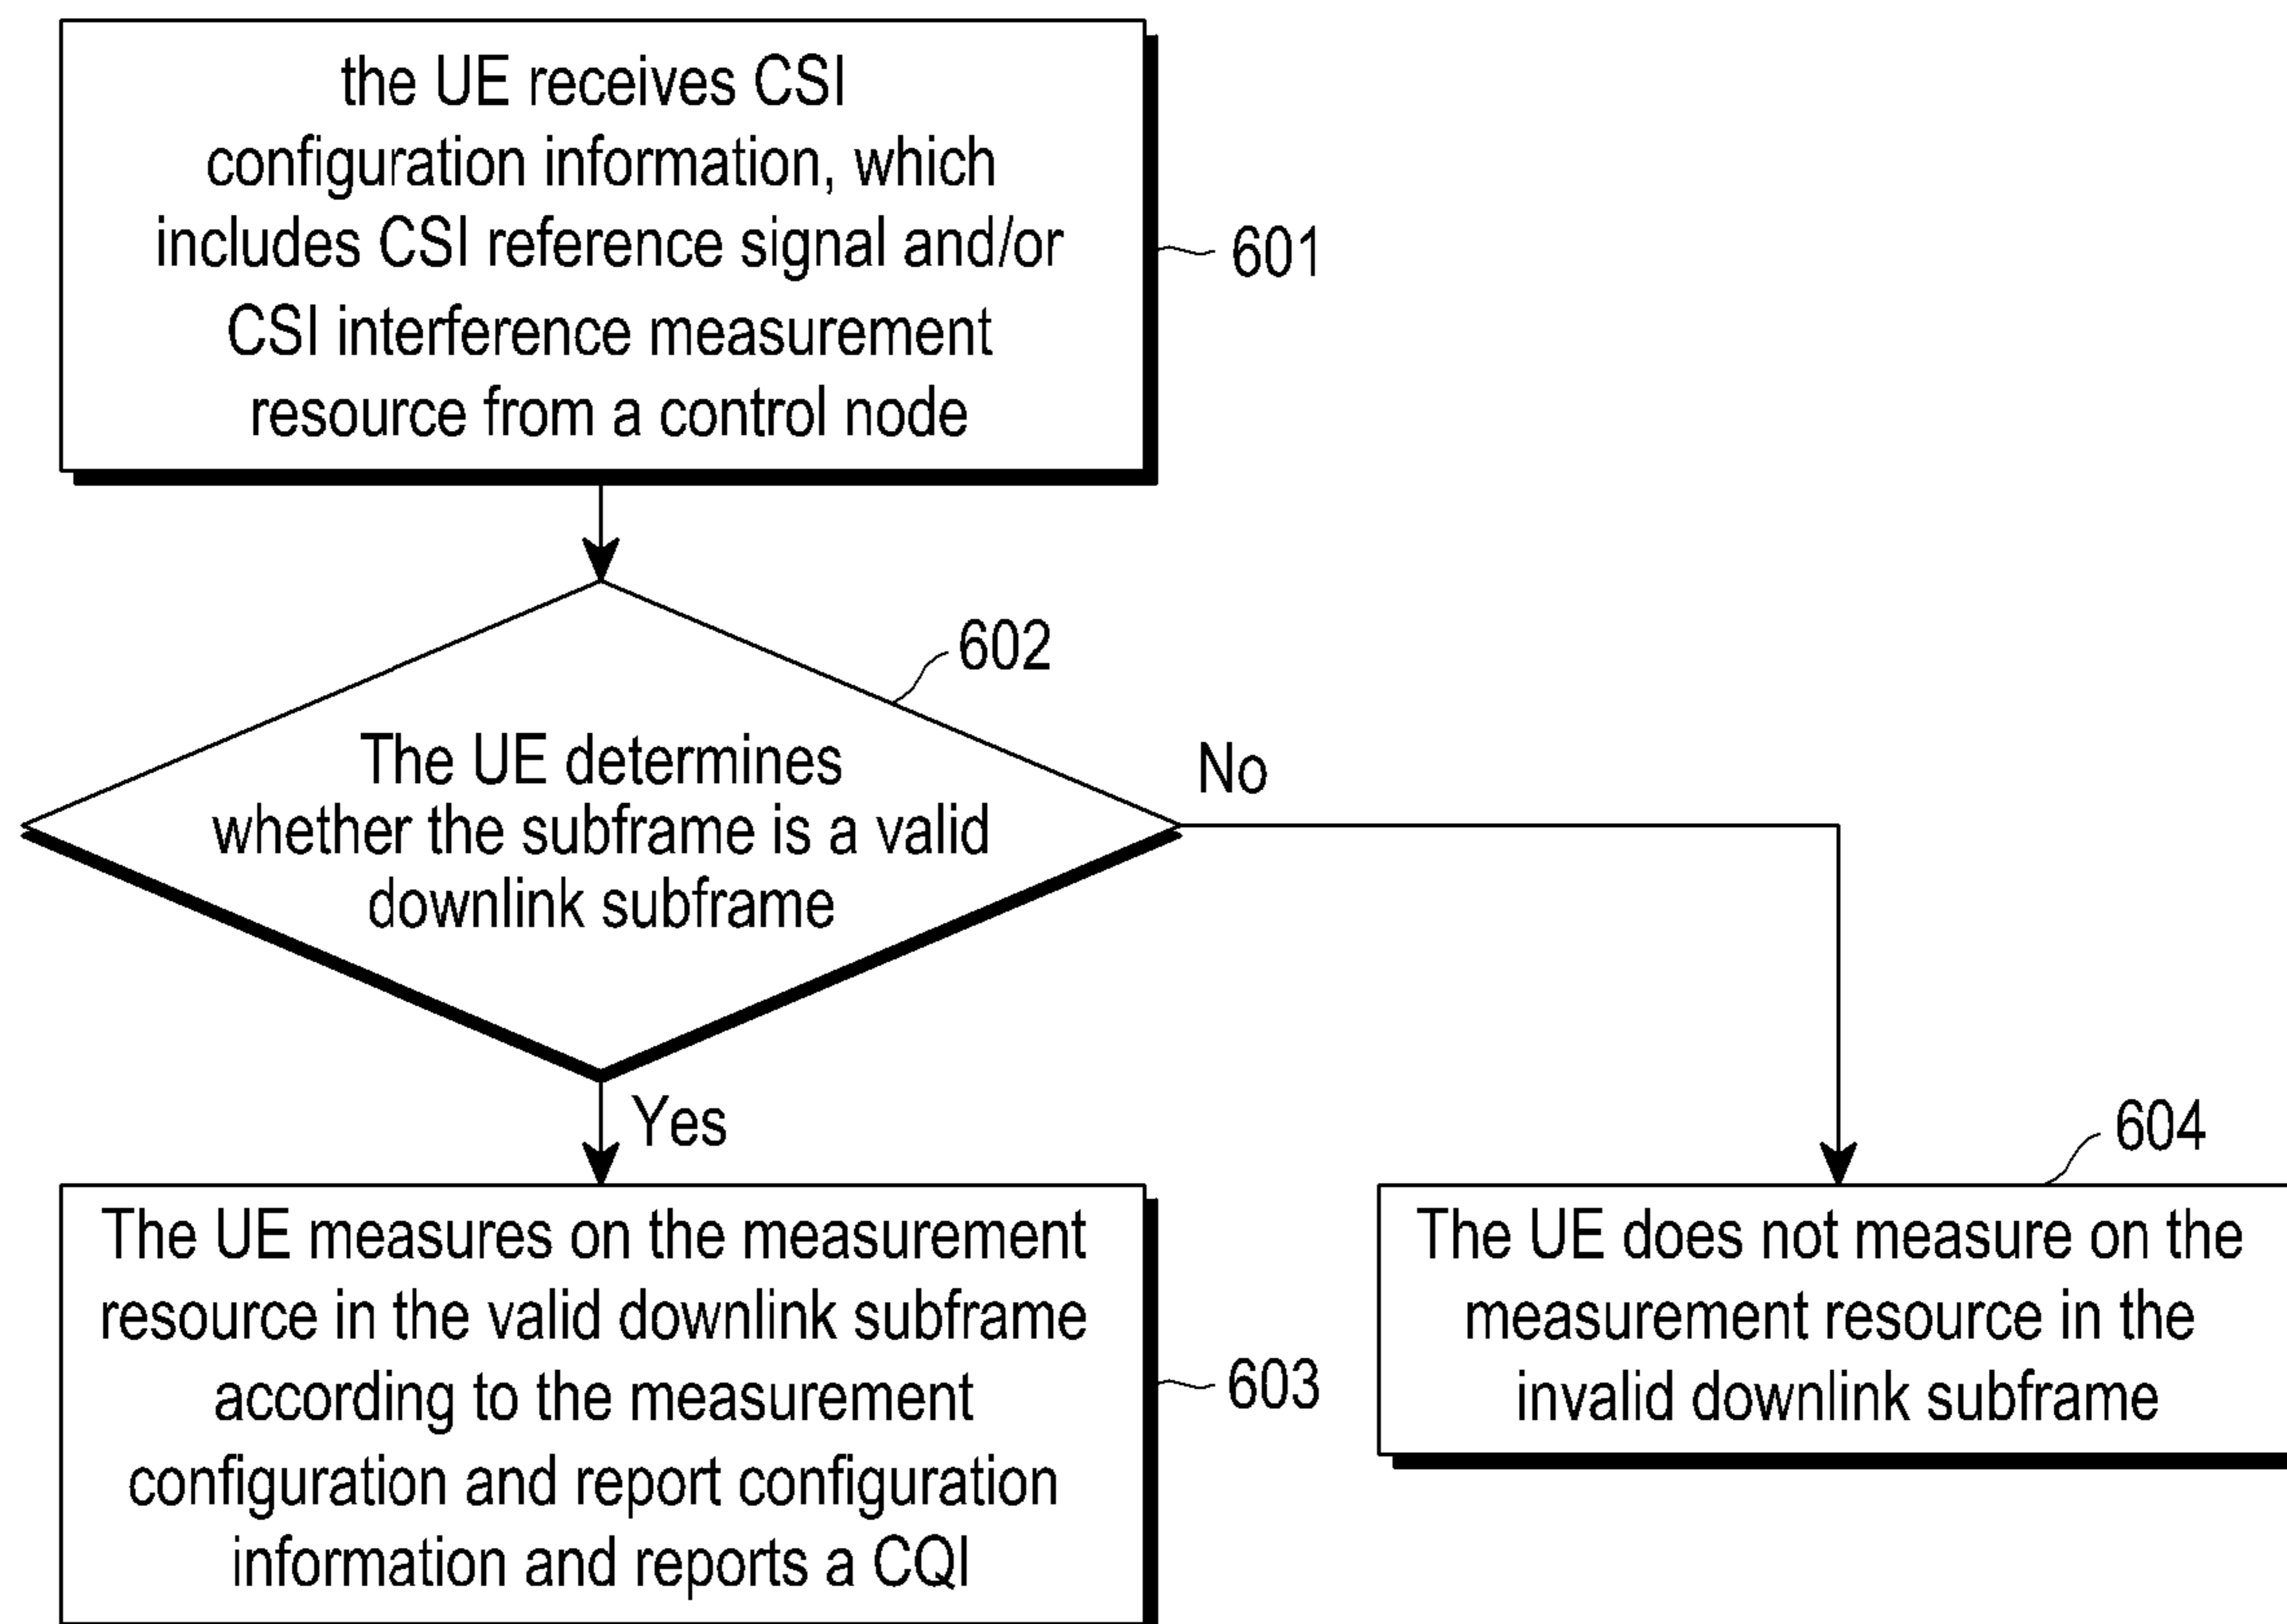 the UE receives CSI
configuration information, which
includes CSI reference signal and/or
CSI interference measurement
resource from a control node
601
602
The UE determines
whether the subframe is a valid
downlink subframe
No
Yes
604
The UE measures on the measurement
resource in the valid downlink subframe
according to the measurement
configuration and report configuration
information and reports a CQI
603
The UE does not measure on the
measurement resource in the
invalid downlink subframe